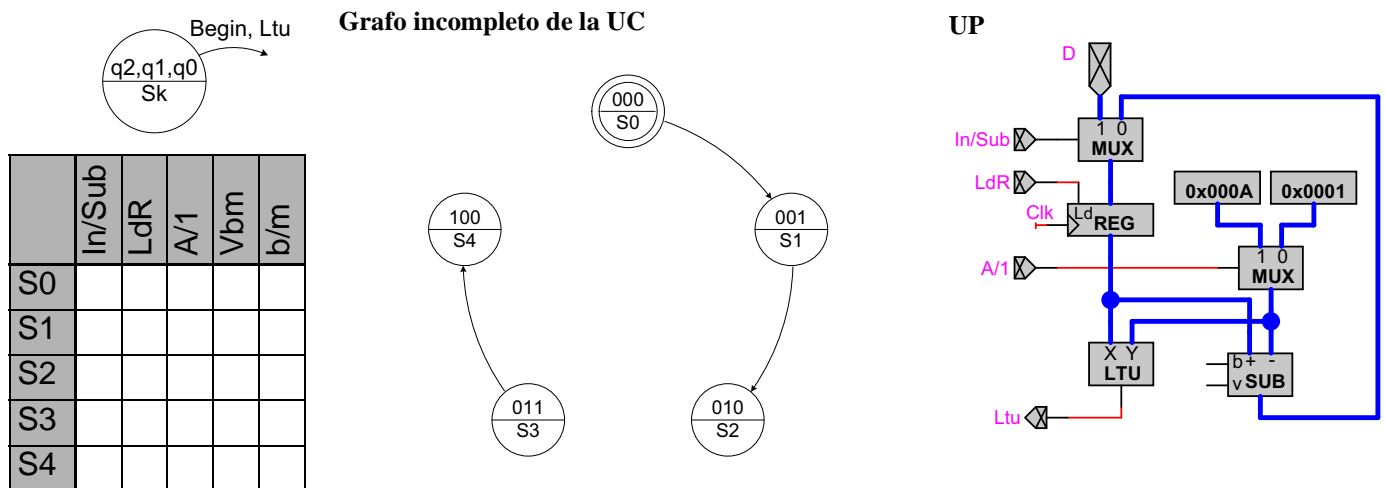 Grafo incompleto de la UC
UP
Begin, Ltu
q2,q1,q0
Sk
In/Sub
LdR
A/1
Vbm
b/m
S0
S1
S2
S3
S4
000
S0
001
S1
010
S2
011
S3
100
S4
D
In/Sub
1 0
MUX
LdR
Clk
Ld
REG
0x000A
0x0001
A/1
1 0
MUX
X Y
LTU
b + -
v SUB
Ltu